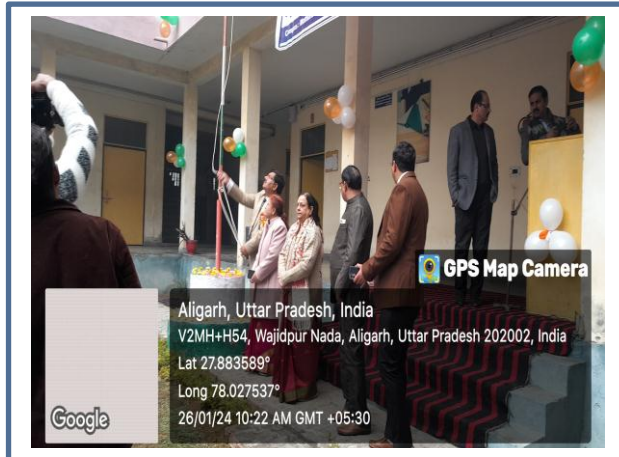 GPS Map Camera
Aligarh, Uttar Pradesh, India
V2MH+H54, Wajidpur Nada, Aligarh, Uttar Pradesh 202002, India
Lat 27.883589°
Long 78.027537°
26/01/24 10:22 AM GMT +05:30
Google